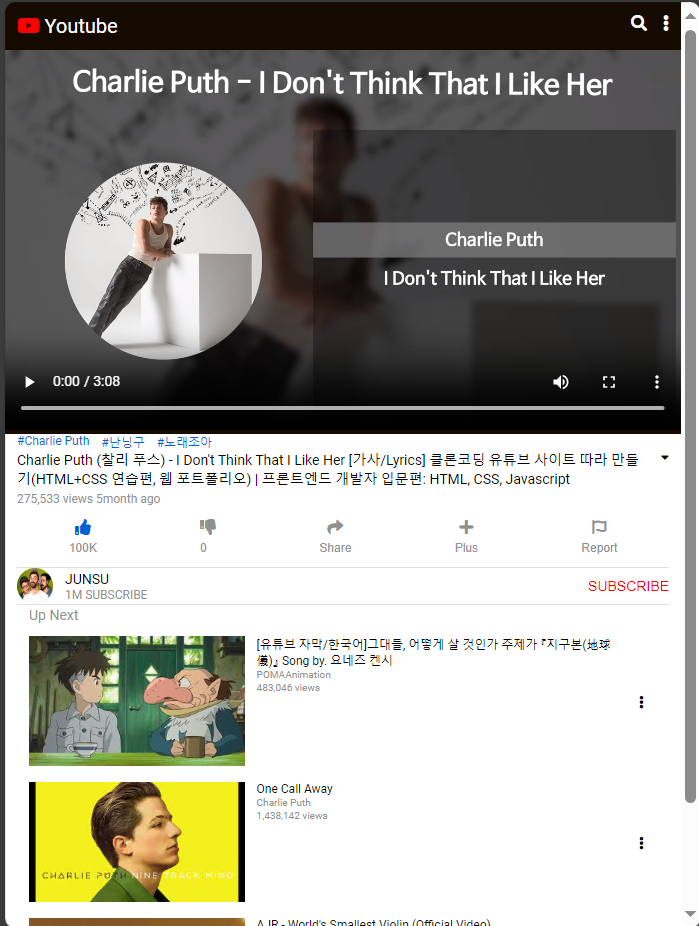 Youtube
Charlie Puth - I Don't Think That I Like Her
Charlie Puth
I Don't Think That I Like Her
0:00 / 3:08
#Charlie Puth #난닝구 #노래조아
Charlie Puth (찰리 푸스) - I Don't Think That I Like Her [가사/Lyrics] 클론코딩 유튜브 사이트 따라 만들
기(HTML+CSS 연습편, 웹 포트폴리오) | 프론트엔드 개발자 입문편: HTML, CSS, Javascript
275,533 views 5month ago
100K 0 Share Plus Report
JUNSU
1M SUBSCRIBE
SUBSCRIBE
Up Next
[유튜브 자막/한국어]그대들, 어떻게 살 것인가 주제가 『지구본(地球
儀)』 Song by. 요네즈 켄시
POMAAnimation
483,046 views
One Call Away
Charlie Puth
1,438,142 views
CHARLIE PUTH NINE TRACK MIND
AJR - World's Smallest Violin (Official Video)